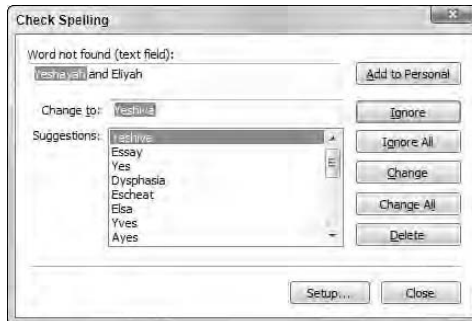 Check Spelling
Word not found (text field):
Yeshayah and Eliyah
Add to Personal
Change to: Yeshiva
Ignore
Suggestions: Yeshiva
Essay
Yes
Dysphasia
Escheat
Elsa
Yves
Ayes
Ignore All
Change
Change All
Delete
Setup...
Close